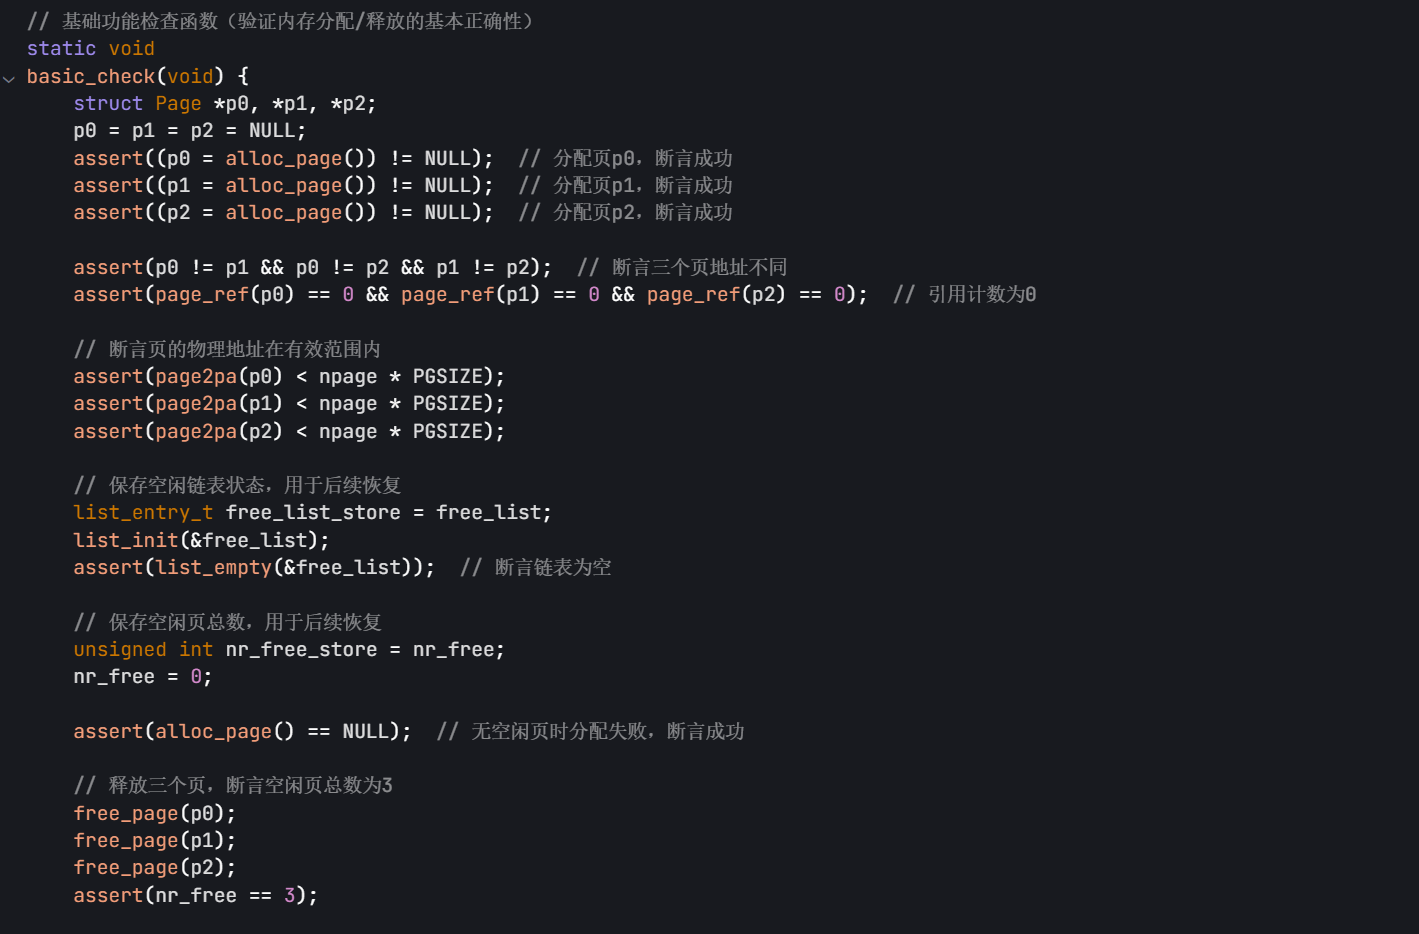 // 基础功能检查函数（验证内存分配/释放的基本正确性）
static void
basic_check(void) {
    struct Page *p0, *p1, *p2;
    p0 = p1 = p2 = NULL;
    assert((p0 = alloc_page()) != NULL);  // 分配页p0，断言成功
    assert((p1 = alloc_page()) != NULL);  // 分配页p1，断言成功
    assert((p2 = alloc_page()) != NULL);  // 分配页p2，断言成功

    assert(p0 != p1 && p0 != p2 && p1 != p2);  // 断言三个页地址不同
    assert(page_ref(p0) == 0 && page_ref(p1) == 0 && page_ref(p2) == 0);  // 引用计数为0

    // 断言页的物理地址在有效范围内
    assert(page2pa(p0) < npage * PGSIZE);
    assert(page2pa(p1) < npage * PGSIZE);
    assert(page2pa(p2) < npage * PGSIZE);

    // 保存空闲链表状态，用于后续恢复
    list_entry_t free_list_store = free_list;
    list_init(&free_list);
    assert(list_empty(&free_list));  // 断言链表为空

    // 保存空闲页总数，用于后续恢复
    unsigned int nr_free_store = nr_free;
    nr_free = 0;

    assert(alloc_page() == NULL);  // 无空闲页时分配失败，断言成功

    // 释放三个页，断言空闲页总数为3
    free_page(p0);
    free_page(p1);
    free_page(p2);
    assert(nr_free == 3);